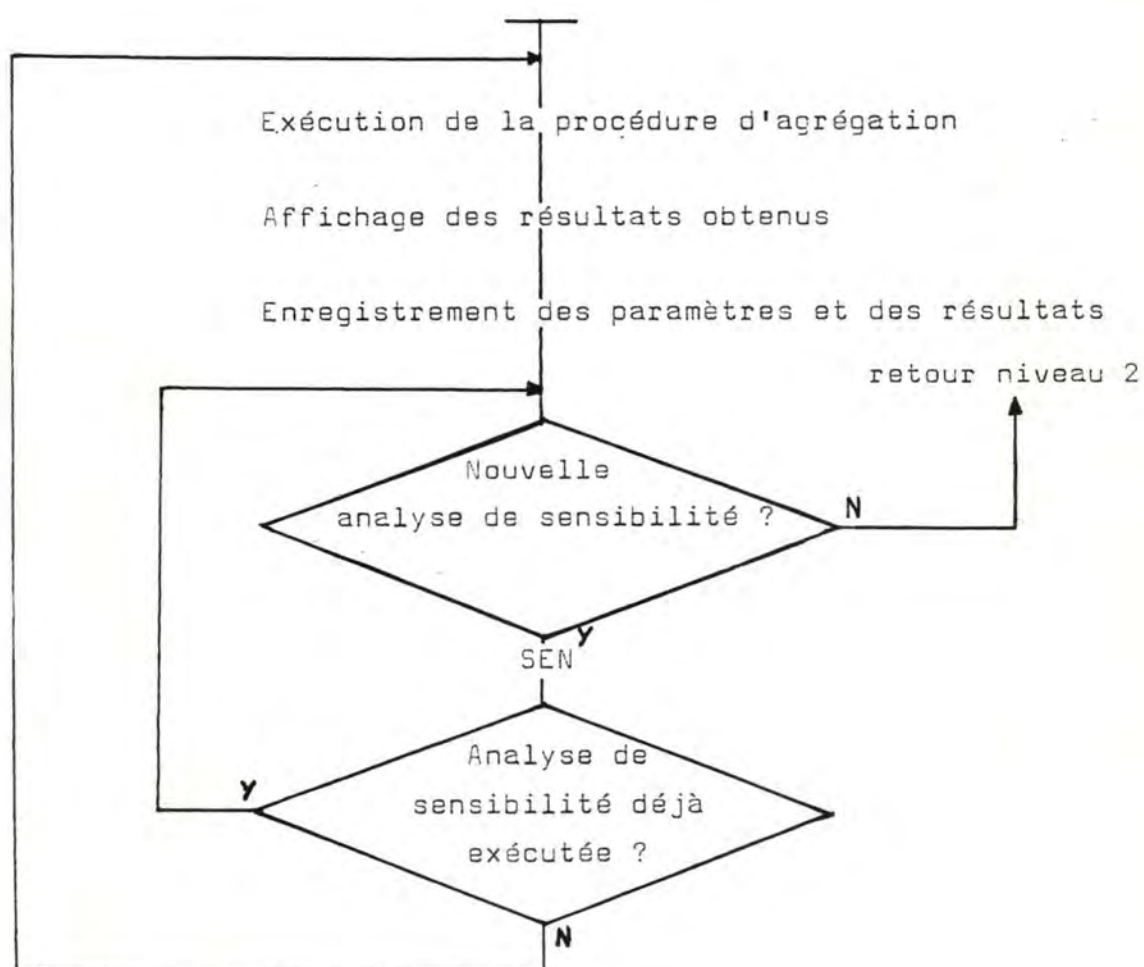 Exécution de la procédure d'agrégation
Affichage des résultats obtenus
Enregistrement des paramètres et des résultats
retour niveau 2
Nouvelle
analyse de sensibilité ?
N
Y
SEN
Analyse de
sensibilité déjà
exécutée ?
Y
N